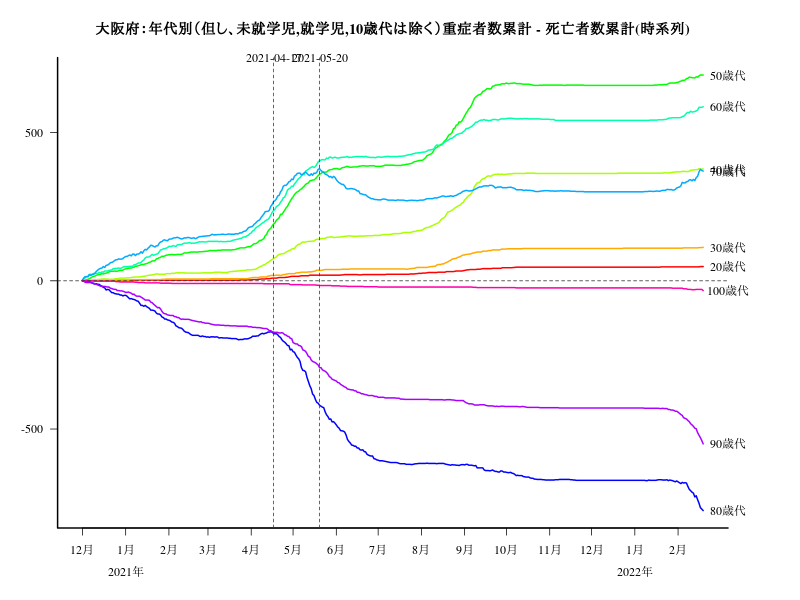 大阪府：年代別（但し、未就学児,就学児,10歳代は除く）重症者数累計 - 死亡者数累計(時系列)
2021-04-17 2021-05-20
50歳代
60歳代
500
40歳代
70歳代
30歳代
20歳代
0
100歳代
-500
90歳代
80歳代
12月 1月 2月 3月 4月 5月 6月 7月 8月 9月 10月 11月 12月 1月 2月
2021年 2022年